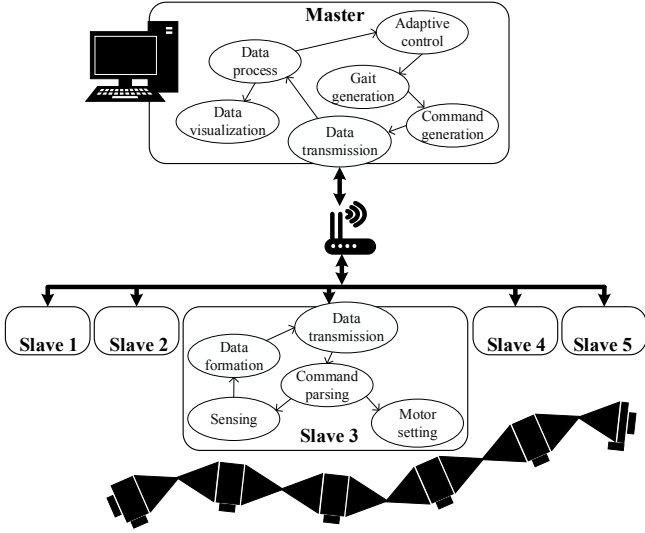 Master
Adaptive
control
Data
process
Gait
generation
Data
visualization
Command
generation
Data
transmission
Slave 1
Slave 2
Data
transmission
Data
formation
Command
parsing
Sensing
Motor
setting
Slave 3
Slave 4
Slave 5